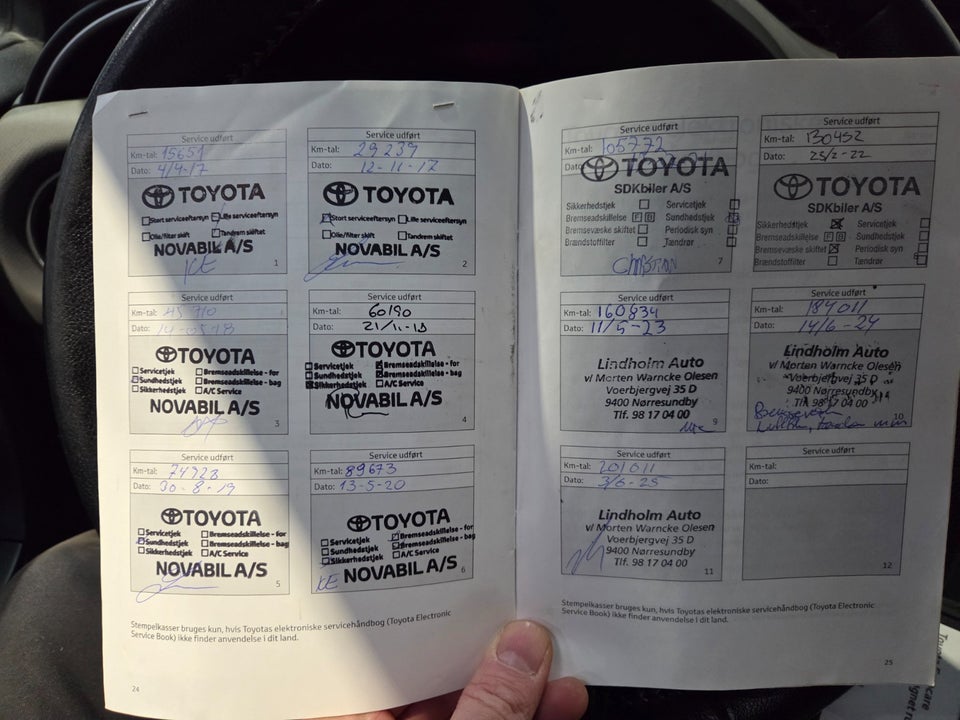 Service udført
Km-tal: 15651
Dato: 4/4-17
TOYOTA
Stort serviceeftersyn Lille serviceeftersyn
Olie/filter skift Tandrem skiftet
NOVABIL A/S
KE
1
Service udført
Km-tal: 29239
Dato: 12-11-17
TOYOTA
Stort serviceeftersyn Lille serviceeftersyn
Olie/filter skift Tandrem skiftet
NOVABIL A/S
2
Service udført
Km-tal: 45710
Dato: 14-05-18
TOYOTA
Servicetjek Bremseadskillelse - for
Sundhedstjek Bremseadskillelse - bag
Sikkerhedstjek A/C Service
NOVABIL A/S
3
Service udført
Km-tal: 60190
Dato: 21/11-18
TOYOTA
Servicetjek Bremseadskillelse - for
Sundhedstjek Bremseadskillelse - bag
Sikkerhedstjek A/C Service
NOVABIL A/S
4
Service udført
Km-tal: 74928
Dato: 30-8-19
TOYOTA
Servicetjek Bremseadskillelse - for
Sundhedstjek Bremseadskillelse - bag
Sikkerhedstjek A/C Service
NOVABIL A/S
5
Service udført
Km-tal: 89673
Dato: 13-5-20
TOYOTA
Servicetjek Bremseadskillelse - for
Sundhedstjek Bremseadskillelse - bag
Sikkerhedstjek A/C Service
KE NOVABIL A/S
6
Stempelkasser bruges kun, hvis Toyotas elektroniske servicehåndbog (Toyota Electronic
Service Book) ikke finder anvendelse i dit land.
24
Service udført
Km-tal: 105772
Dato
TOYOTA
SDKbiler A/S
Sikkerhedstjek Servicetjek
Bremseadskillelse F B Sundhedstjek
Bremsevæske skiftet Periodisk syn
Brændstoffilter Tændrør
CHRISTIAN
7
Service udført
Km-tal: 130452
Dato: 25/2-22
TOYOTA
SDKbiler A/S
Sikkerhedstjek Servicetjek
Bremseadskillelse F B Sundhedstjek
Bremsevæske skiftet Periodisk syn
Brændstoffilter Tændrør
8
Service udført
Km-tal: 160834
Dato: 11/5-23
Lindholm Auto
v/ Morten Warncke Olesen
Voerbjergvej 35 D
9400 Nørresundby
Tlf. 98 17 04 00
9
Service udført
Km-tal: 184011
Dato: 14/6-24
Lindholm Auto
v/ Morten Warncke Olesen
Voerbjergvej 35 D
9400 Nørresundby
Tlf. 98 17 04 00
10
Service udført
Km-tal: 201011
Dato: 3/6-25
Lindholm Auto
v/ Morten Warncke Olesen
Voerbjergvej 35 D
9400 Nørresundby
Tlf. 98 17 04 00
11
Service udført
Km-tal:
Dato:
12
Stempelkasser bruges kun, hvis Toyotas elektroniske servicehåndbog (Toyota Electronic
Service Book) ikke finder anvendelse i dit land.
25